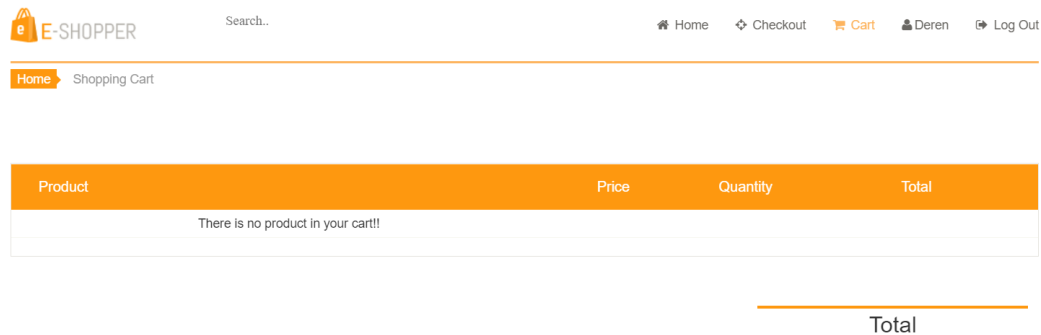 e E-SHOPPER Search.. Home Checkout Cart Deren Log Out
Home Shopping Cart
Product Price Quantity Total
There is no product in your cart!!
Total